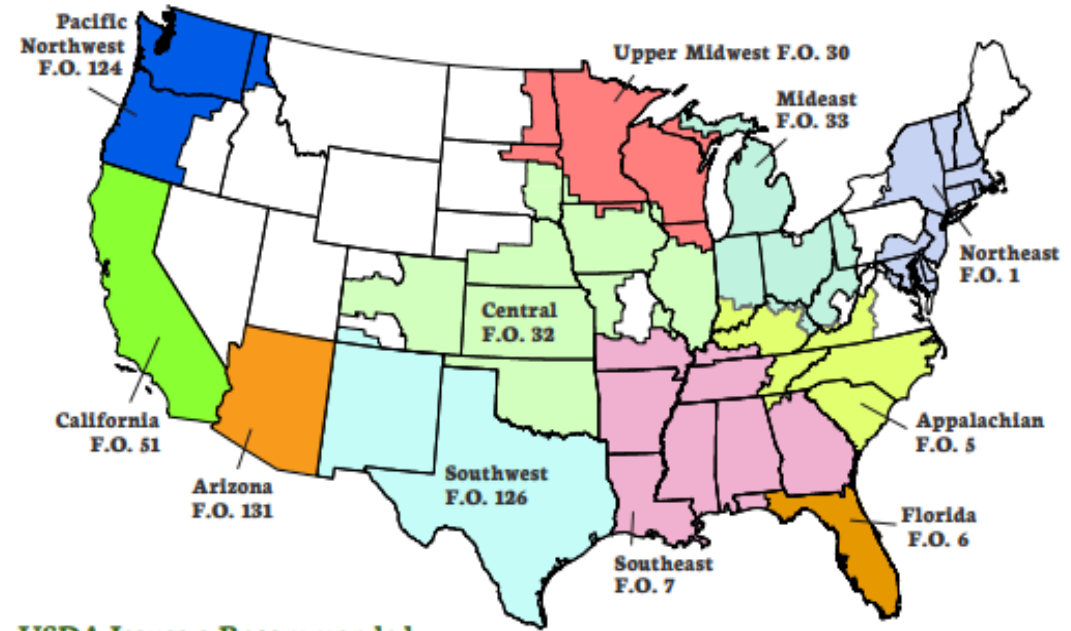 Pacific
Northwest
F.O. 124
Upper Midwest F.O. 30
Mideast
F.O. 33
Northeast
F.O. 1
Central
F.O. 32
California
F.O. 51
Appalachian
F.O. 5
Arizona
F.O. 131
Southwest
F.O. 126
Florida
F.O. 6
Southeast
F.O. 7
USDA